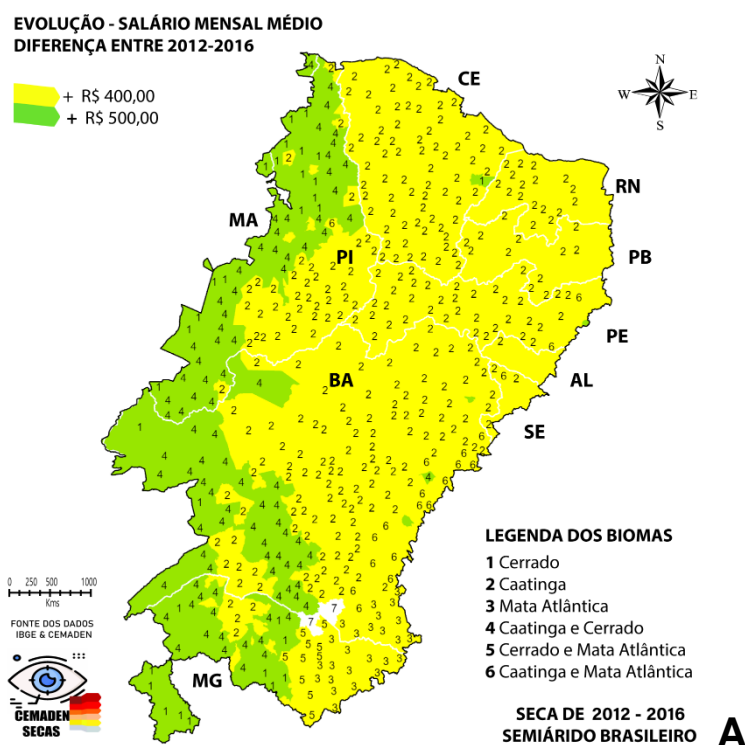 EVOLUÇÃO - SALÁRIO MENSAL MÉDIO
DIFERENÇA ENTRE 2012-2016
+ R$ 400,00
+ R$ 500,00
N
W
E
S
CE
RN
MA
PI
PB
PE
BA
AL
SE
MG
LEGENDA DOS BIOMAS
1 Cerrado
2 Caatinga
3 Mata Atlântica
4 Caatinga e Cerrado
5 Cerrado e Mata Atlântica
6 Caatinga e Mata Atlântica
0 250 500 1000
Kms
FONTE DOS DADOS
IBGE & CEMADEN
CEMADEN
SECAS
SECA DE 2012 - 2016
SEMIÁRIDO BRASILEIRO
A